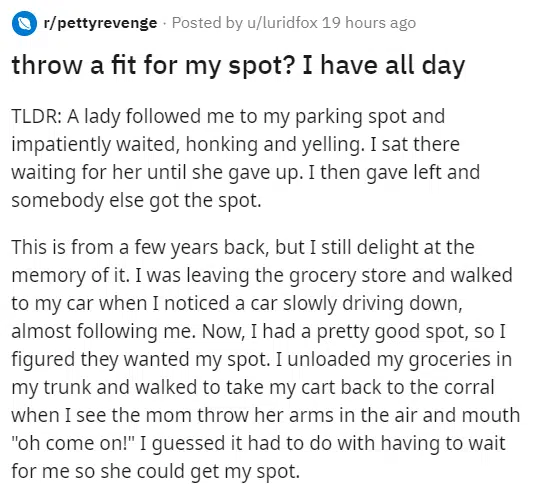 r/pettyrevenge · Posted by u/luridfox 19 hours ago
throw a fit for my spot? I have all day
TLDR: A lady followed me to my parking spot and
impatiently waited, honking and yelling. I sat there
waiting for her until she gave up. I then gave left and
somebody else got the spot.
This is from a few years back, but I still delight at the
memory of it. I was leaving the grocery store and walked
to my car when I noticed a car slowly driving down,
almost following me. Now, I had a pretty good spot, so I
figured they wanted my spot. I unloaded my groceries in
my trunk and walked to take my cart back to the corral
when I see the mom throw her arms in the air and mouth
"oh come on!" I guessed it had to do with having to wait
for me so she could get my spot.